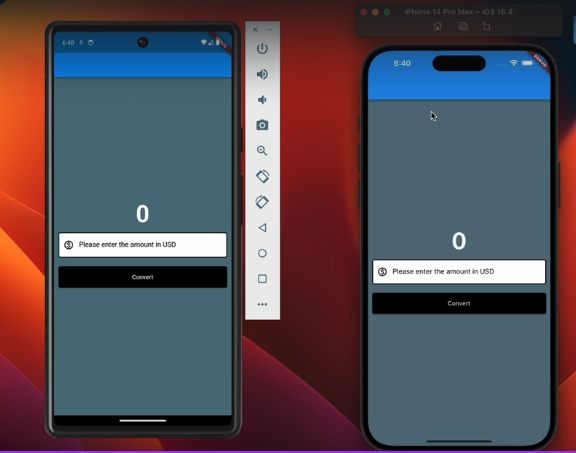 iPhone 14 Pro Max – iOS 16.4
6:40
0
Please enter the amount in USD
Convert
6:40
DEBUG
0
Please enter the amount in USD
Convert